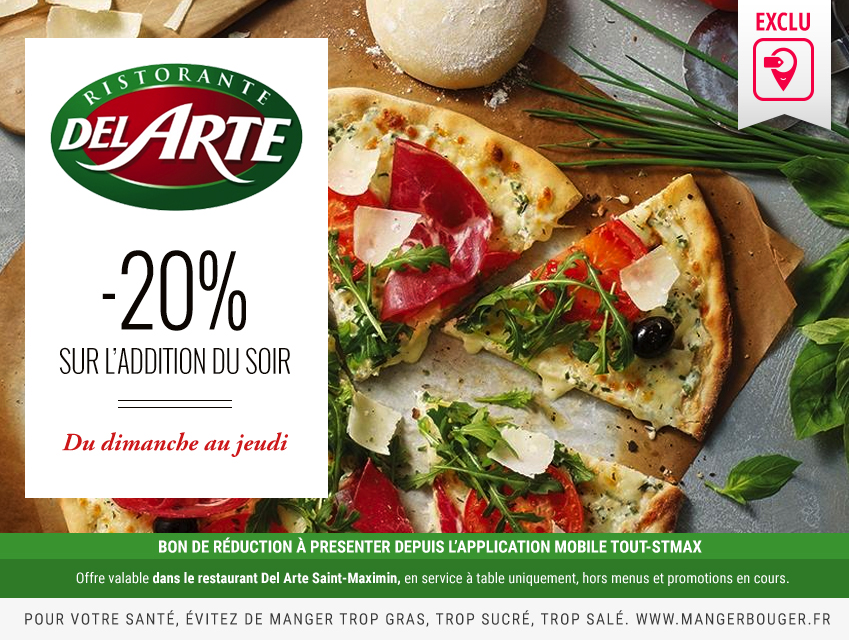 EXCLU
RISTORANTE
DEL ARTE
-20%
SUR L'ADDITION DU SOIR
Du dimanche au jeudi
BON DE RÉDUCTION À PRESENTER DEPUIS L'APPLICATION MOBILE TOUT-STMAX
Offre valable dans le restaurant Del Arte Saint-Maximin, en service à table uniquement, hors menus et promotions en cours.
POUR VOTRE SANTÉ, ÉVITEZ DE MANGER TROP GRAS, TROP SUCRÉ, TROP SALÉ. WWW.MANGERBOUGER.FR